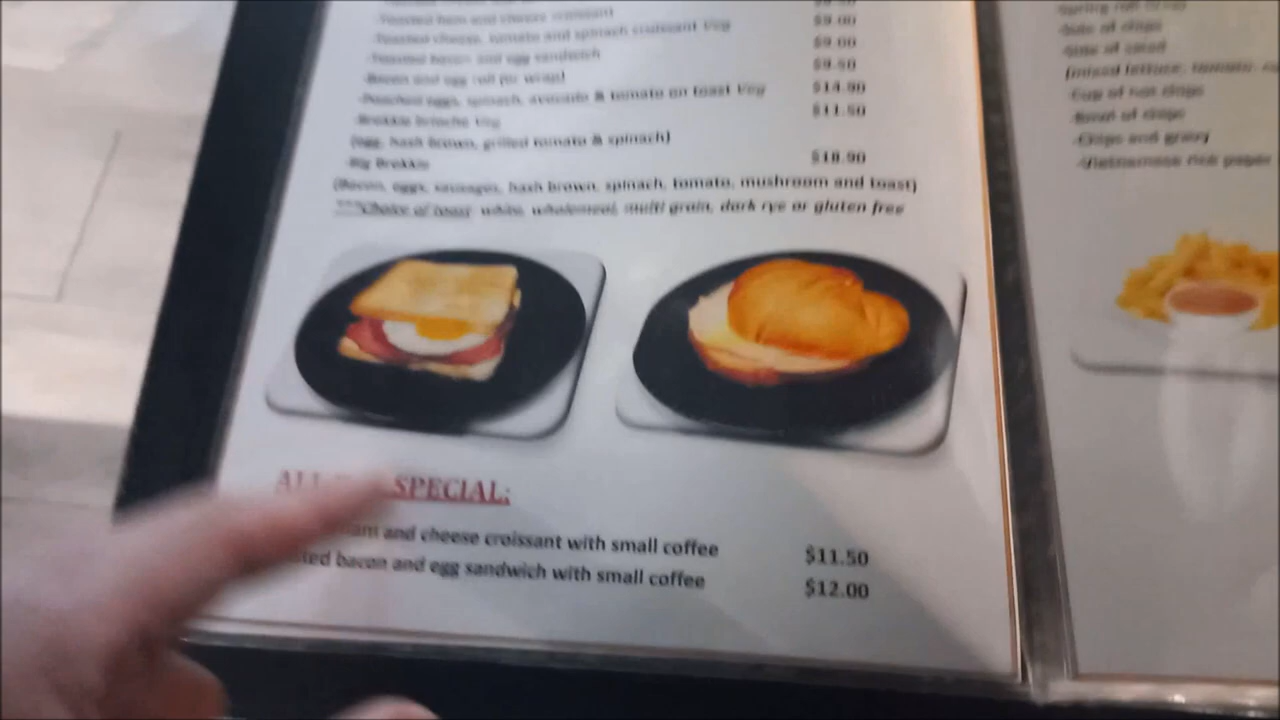 -Toasted ham and cheese croissant $9.00
-Toasted cheese, tomato and spinach croissant Veg $9.00
-Toasted bacon and egg sandwich $9.50
-Bacon and egg roll (or wrap)
-Poached eggs, spinach, avocado & tomato on toast Veg $14.90
-Brekkie brioche Veg $11.50
(egg, hash brown, grilled tomato & spinach)
-Big Brekkie $18.90
(Bacon, eggs, sausages, hash brown, spinach, tomato, mushroom and toast)
***Choice of toast: white, wholemeal, multi grain, dark rye or gluten free
ALL SPECIAL:
ham and cheese croissant with small coffee $11.50
bacon and egg sandwich with small coffee $12.00
Side of chips
Side of salad
(mixed lettuce, tomato,
-Cup of hot chips
-Bowl of chips
-Chips and gravy
-Vietnamese rice paper